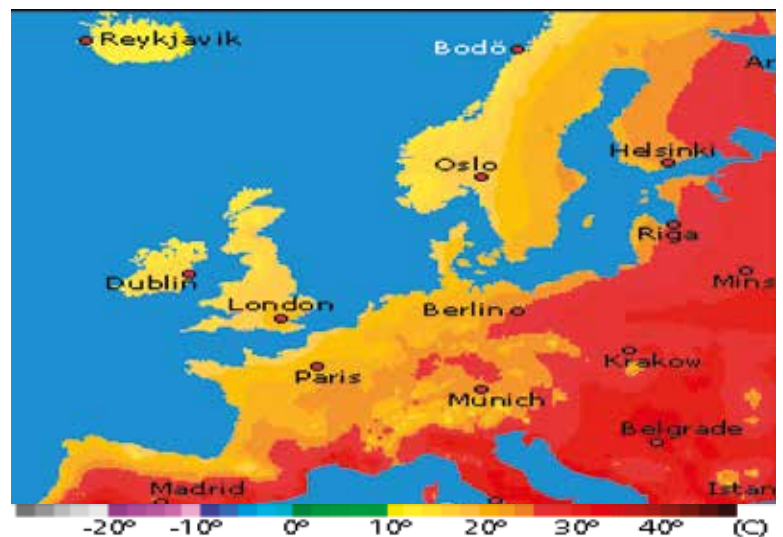 Reykjavik
Bodö
Ar
Oslo
Helsinki
Riga
Dublin
Mins
London
Berlin
Krakow
Paris
Munich
Belgrade
Madrid
Istan
-20° -10° 0° 10° 20° 30° 40° (C)